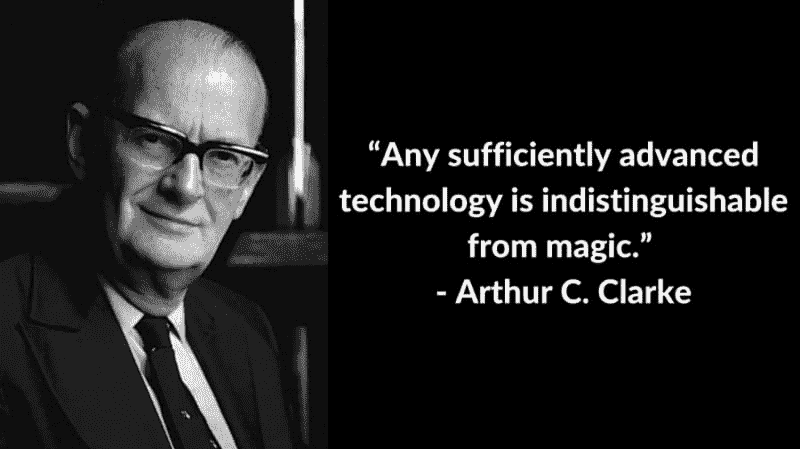 “Any sufficiently advanced
technology is indistinguishable
from magic.”
- Arthur C. Clarke